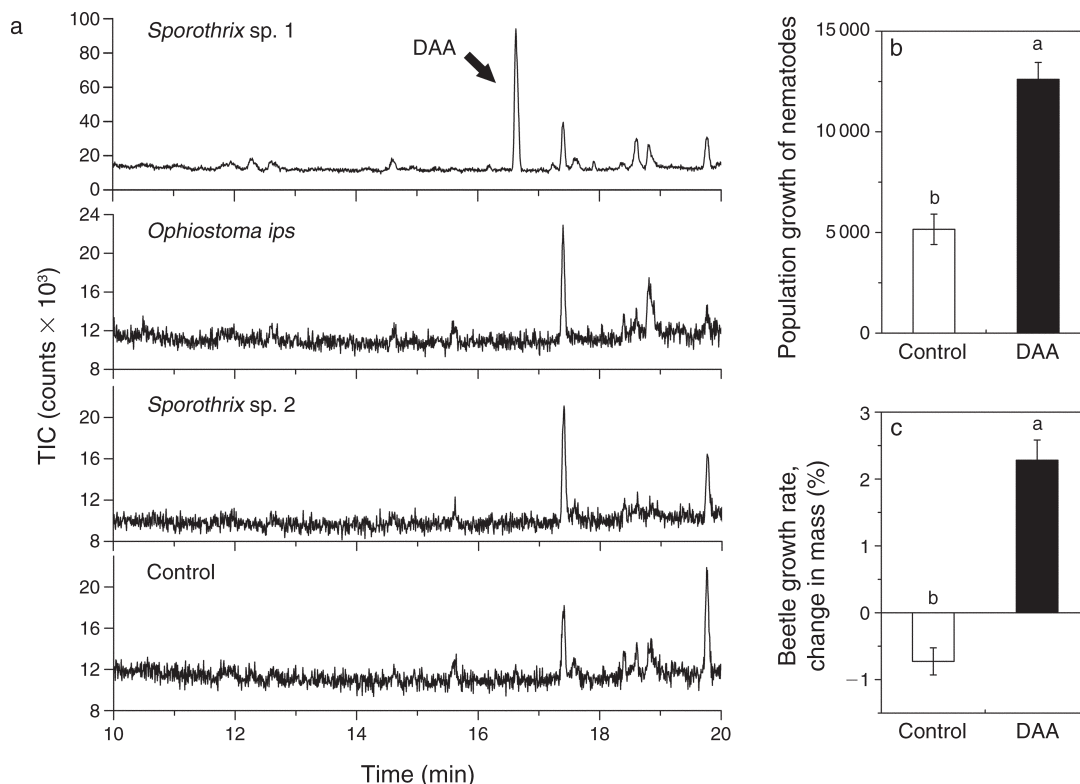 a
Sporothrix sp. 1
DAA
100
80
60
40
20
0
Ophiostoma ips
24
20
16
12
8
Sporothrix sp. 2
20
16
12
8
Control
20
16
12
8
10
12
14
16
18
20
Time (min)
TIC (counts × 10³)
b
15 000
10 000
5 000
0
a
b
Control
DAA
Population growth of nematodes
c
3
2
1
0
−1
a
b
Control
DAA
Beetle growth rate,
change in mass (%)